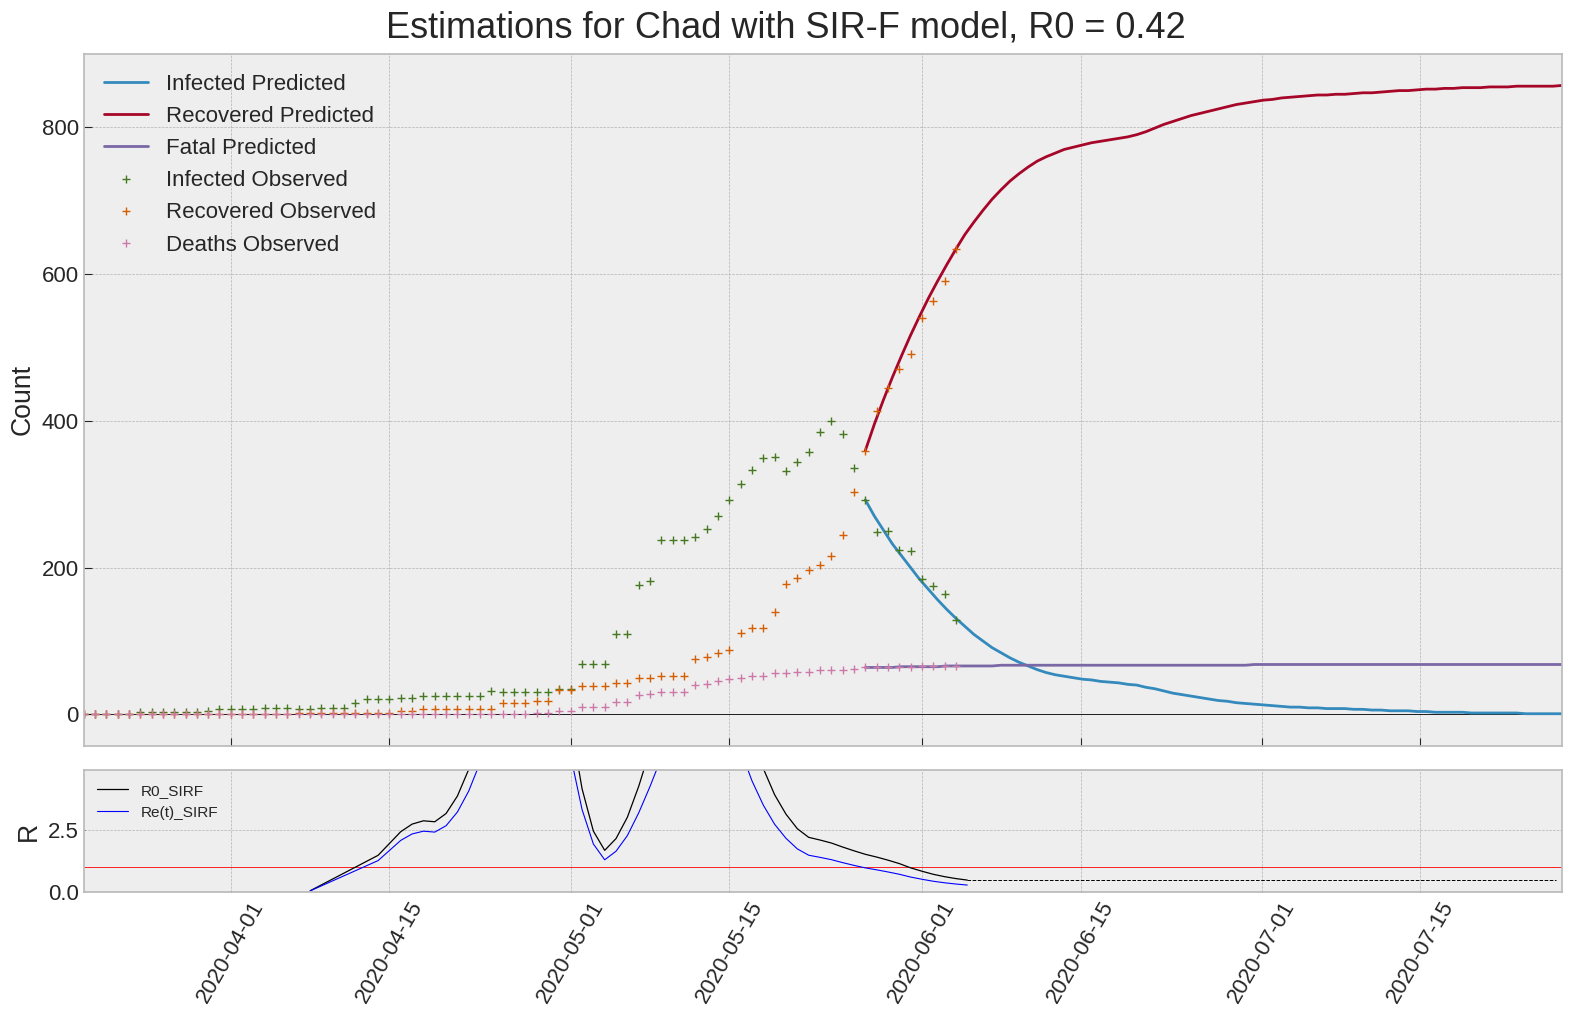 Estimations for Chad with SIR-F model, R0 = 0.42
Infected Predicted
Recovered Predicted
Fatal Predicted
Infected Observed
Recovered Observed
Deaths Observed
Count
800
600
400
200
0
R0_SIRF
Re(t)_SIRF
R
2.5
0.0
2020-04-01
2020-04-15
2020-05-01
2020-05-15
2020-06-01
2020-06-15
2020-07-01
2020-07-15